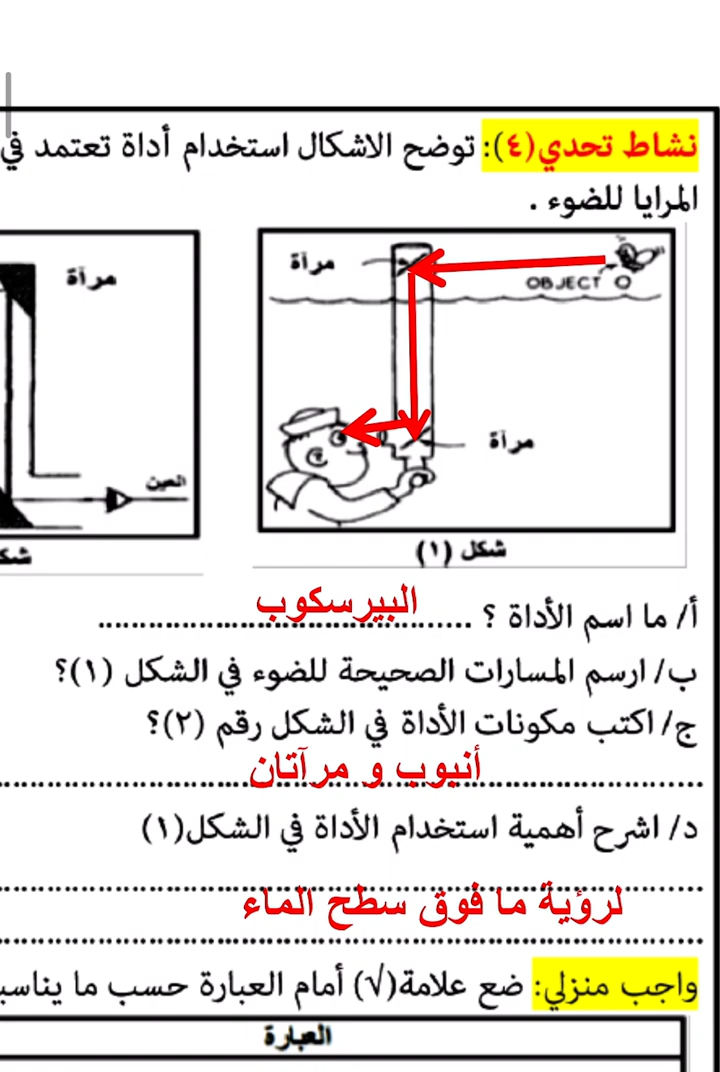 نشاط تحدي(٤): توضح الاشكال استخدام أداة تعتمد في
المرايا للضوء .
مرآة
OBJECT
مرآة
شكل (١)
مرآة
العين
أ/ ما اسم الأداة ؟ البيرسكوب
ب/ ارسم المسارات الصحيحة للضوء في الشكل (١)؟
ج/ اكتب مكونات الأداة في الشكل رقم (٢)؟
أنبوب و مرآتان
د/ اشرح أهمية استخدام الأداة في الشكل(١)
لرؤية ما فوق سطح الماء
واجب منزلي: ضع علامة(√) أمام العبارة حسب ما
العبارة